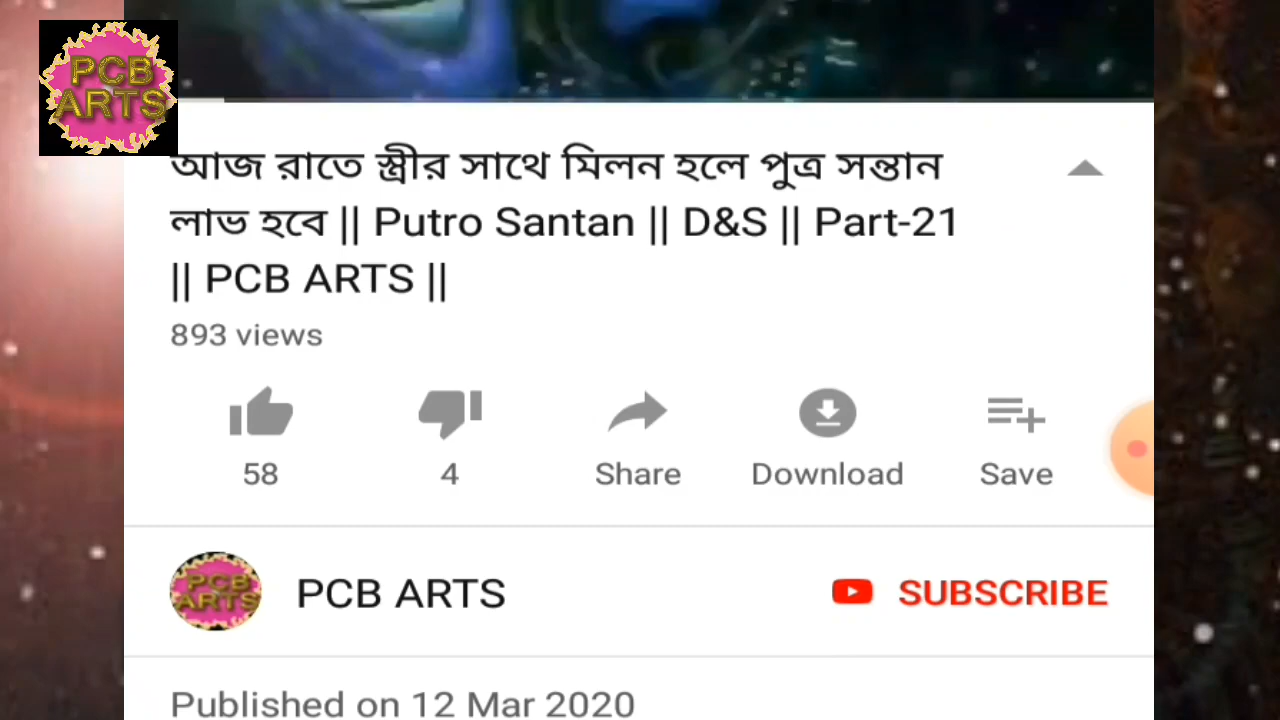 PCB
ARTS
আজ রাতে স্ত্রীর সাথে মিলন হলে পুত্র সন্তান
লাভ হবে || Putro Santan || D&S || Part-21
|| PCB ARTS ||
893 views
58
4
Share
Download
Save
PCB
ARTS
PCB ARTS
SUBSCRIBE
Published on 12 Mar 2020